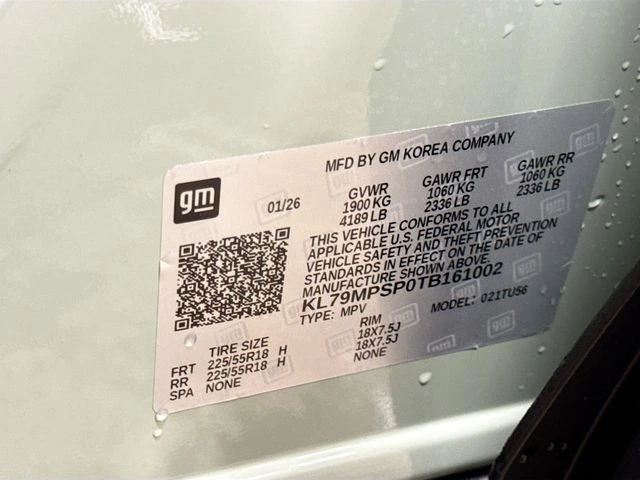 MFD BY GM KOREA COMPANY
gm
01/26
GVWR GAWR FRT GAWR RR
1900 KG 1060 KG 1060 KG
4189 LB 2336 LB 2336 LB
THIS VEHICLE CONFORMS TO ALL
APPLICABLE U.S. FEDERAL MOTOR
VEHICLE SAFETY AND THEFT PREVENTION
STANDARDS IN EFFECT ON THE DATE OF
MANUFACTURE SHOWN ABOVE.
KL79MPSP0TB161002
TYPE: MPV MODEL: 021TU56
TIRE SIZE RIM
FRT 225/55R18 H 18X7.5J
RR 225/55R18 H 18X7.5J
SPA NONE NONE